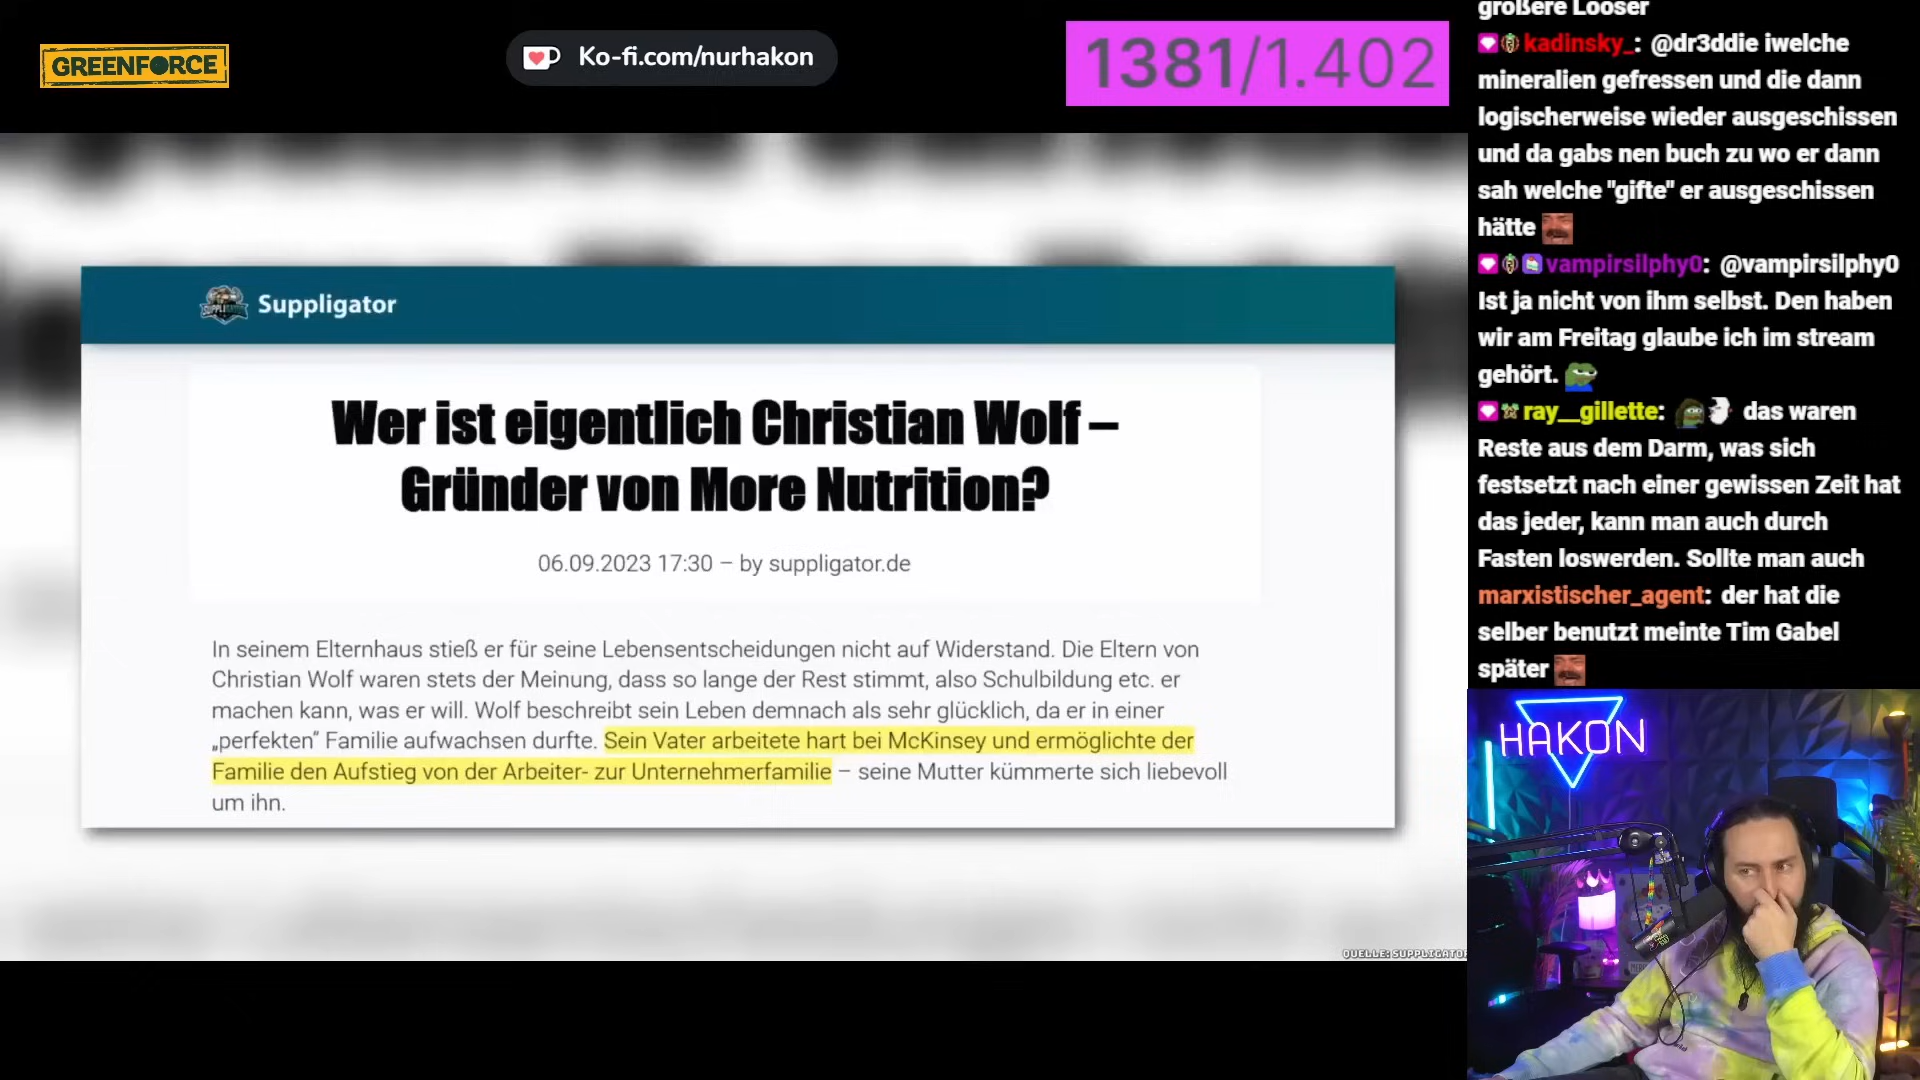 GREENFORCE
Ko-fi.com/nurhakon
1381/1.402
Suppligator
Wer ist eigentlich Christian Wolf –
Gründer von More Nutrition?
06.09.2023 17:30 – by suppligator.de
In seinem Elternhaus stieß er für seine Lebensentscheidungen nicht auf Widerstand. Die Eltern von
Christian Wolf waren stets der Meinung, dass so lange der Rest stimmt, also Schulbildung etc. er
machen kann, was er will. Wolf beschreibt sein Leben demnach als sehr glücklich, da er in einer
„perfekten“ Familie aufwachsen durfte. Sein Vater arbeitete hart bei McKinsey und ermöglichte der
Familie den Aufstieg von der Arbeiter- zur Unternehmerfamilie – seine Mutter kümmerte sich liebevoll
um ihn.
QUELLE: SUPPLIGATOR
größere Looser
kadinsky_: @dr3ddie iwelche
mineralien gefressen und die dann
logischerweise wieder ausgeschissen
und da gabs nen buch zu wo er dann
sah welche "gifte" er ausgeschissen
hätte
vampirsilphy0: @vampirsilphy0
Ist ja nicht von ihm selbst. Den haben
wir am Freitag glaube ich im stream
gehört.
ray__gillette: das waren
Reste aus dem Darm, was sich
festsetzt nach einer gewissen Zeit hat
das jeder, kann man auch durch
Fasten loswerden. Sollte man auch
marxistischer_agent: der hat die
selber benutzt meinte Tim Gabel
später
HAKON